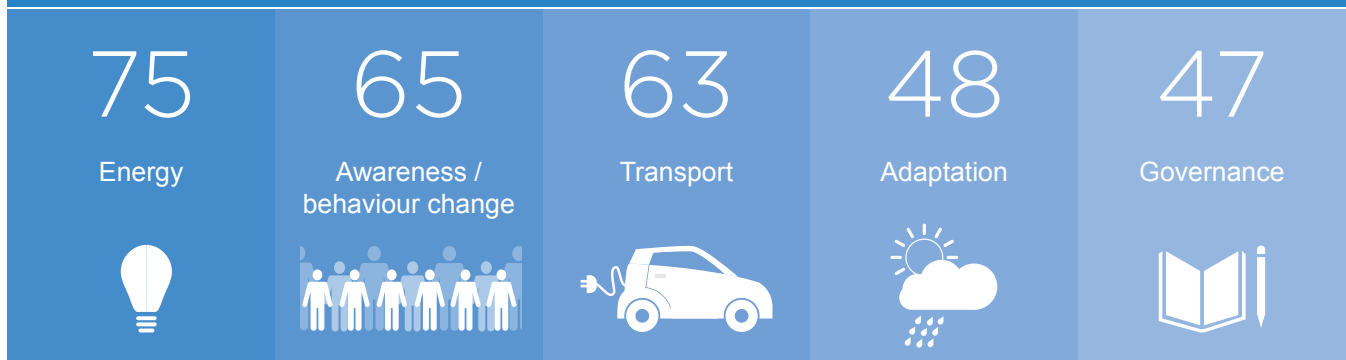 75
Energy
65
Awareness /
behaviour change
63
Transport
48
Adaptation
47
Governance